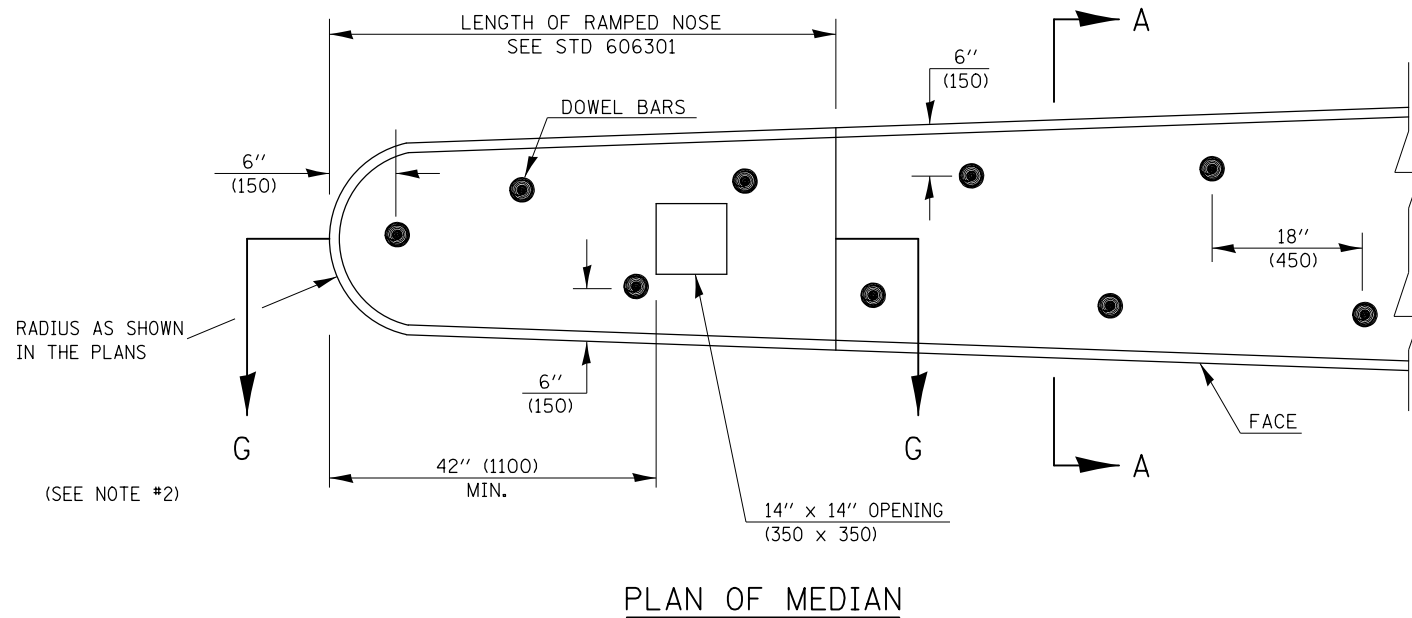 LENGTH OF RAMPED NOSE
SEE STD 606301
A
6''
(150)
DOWEL BARS
6''
(150)
18''
(450)
RADIUS AS SHOWN
IN THE PLANS
6''
(150)
FACE
G
G
42'' (1100)
MIN.
A
(SEE NOTE #2)
14'' x 14'' OPENING
(350 x 350)
PLAN OF MEDIAN